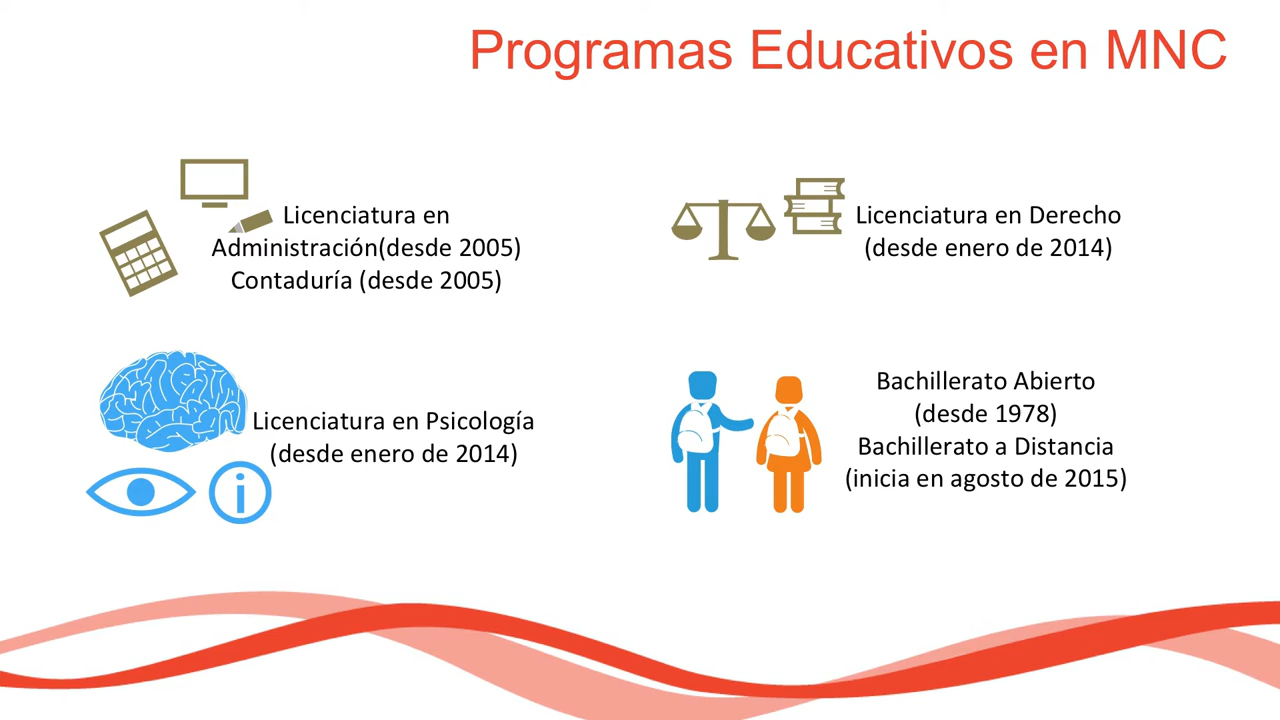 Programas Educativos en MNC
Licenciatura en
Administración(desde 2005)
Contaduría (desde 2005)
Licenciatura en Derecho
(desde enero de 2014)
Licenciatura en Psicología
(desde enero de 2014)
Bachillerato Abierto
(desde 1978)
Bachillerato a Distancia
(inicia en agosto de 2015)